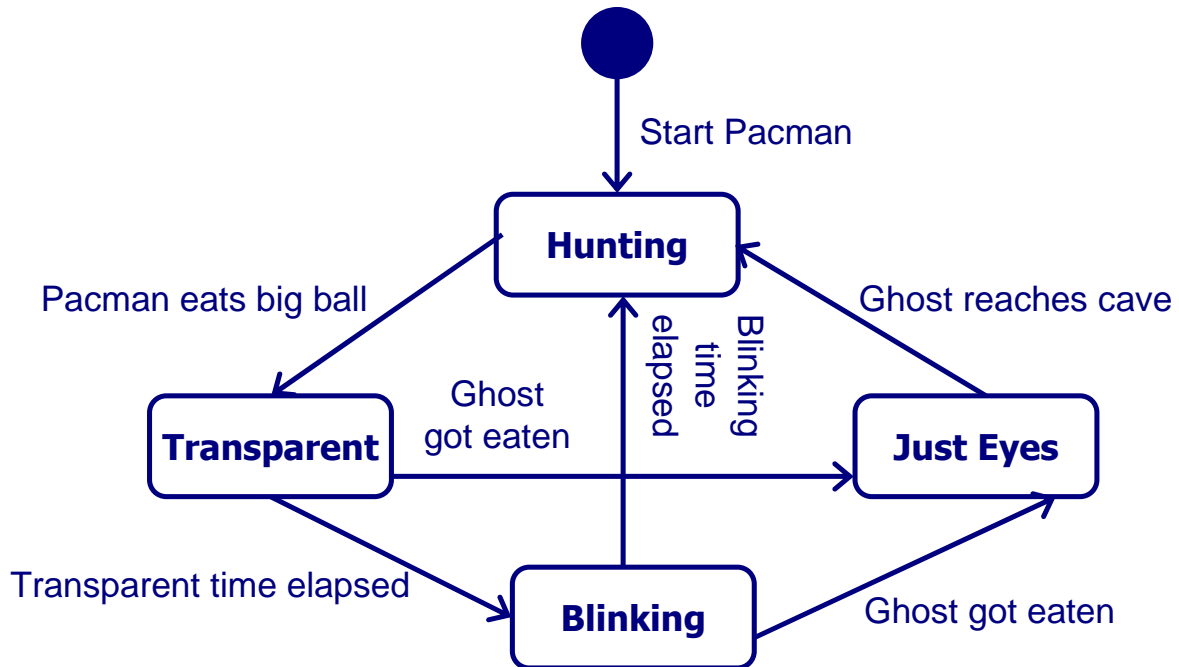 Start Pacman
Hunting
Pacman eats big ball
Ghost reaches cave
Blinking
time
elapsed
Ghost
got eaten
Transparent
Just Eyes
Transparent time elapsed
Blinking
Ghost got eaten